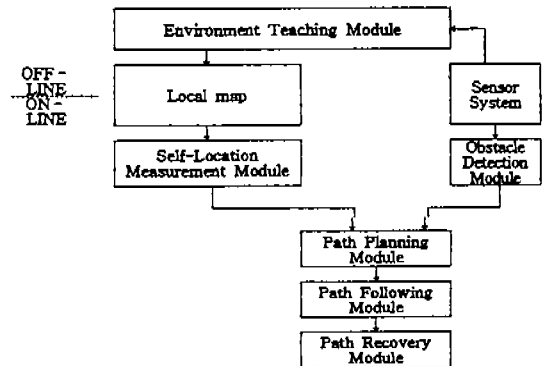 Environment Teaching Module
OFF-
LINE
ON-
LINE
Local map
Sensor
System
Self-Location
Measurement Module
Obstacle
Detection
Module
Path Planning
Module
Path Following
Module
Path Recovery
Module